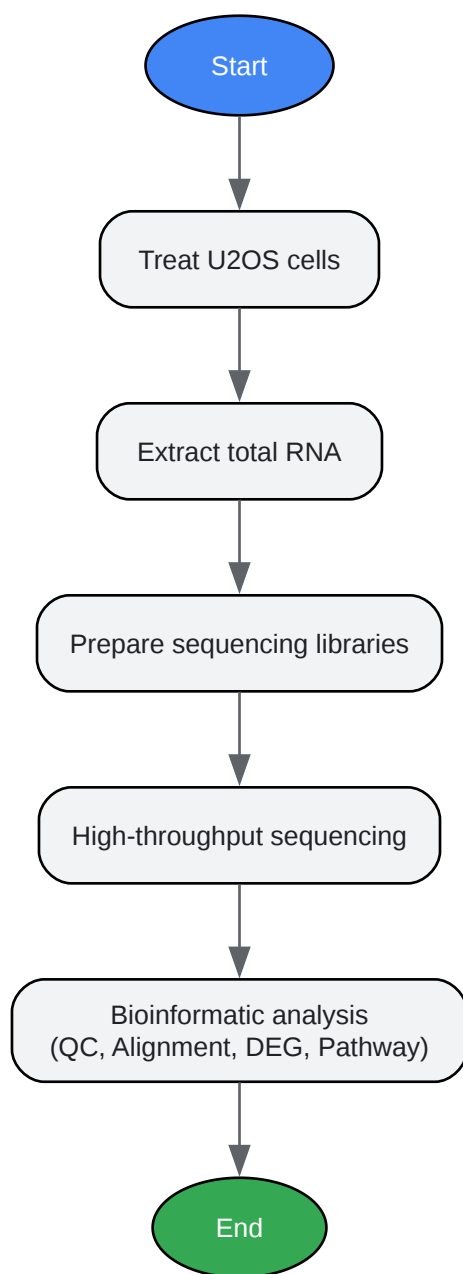 Start
Treat U2OS cells
Extract total RNA
Prepare sequencing libraries
High-throughput sequencing
Bioinformatic analysis
(QC, Alignment, DEG, Pathway)
End